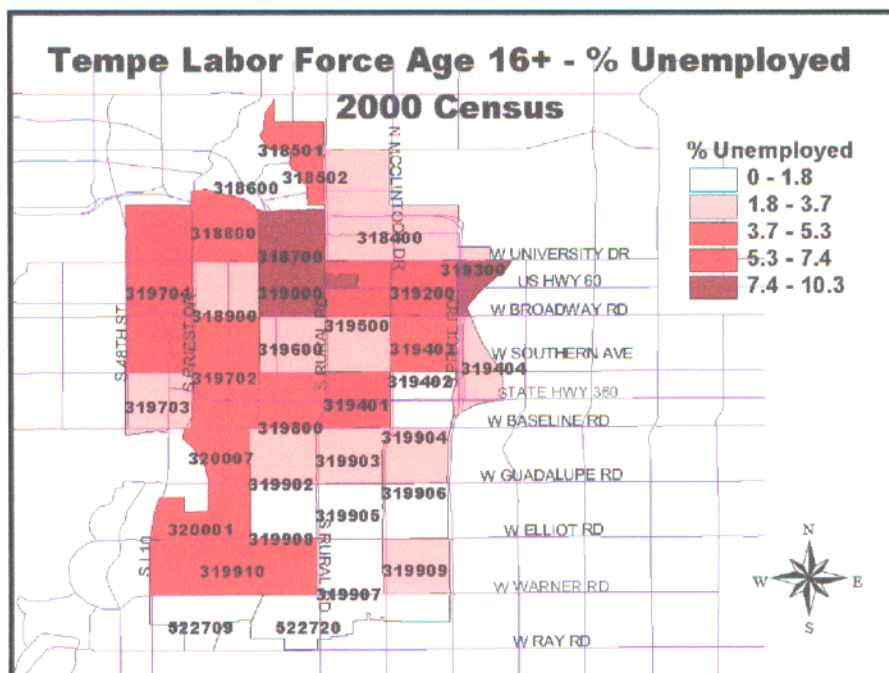 Tempe Labor Force Age 16+ - % Unemployed
2000 Census
% Unemployed
0 - 1.8
1.8 - 3.7
3.7 - 5.3
5.3 - 7.4
7.4 - 10.3
318501
318502
318600
N MCCLINTOCK DR
318800
318400
318700
W UNIVERSITY DR
319300
US HWY 60
319704
319000
319200
W BROADWAY RD
318900
319500
S 48TH ST
S PRIEST DR
S RURAL RD
319600
319403
W SOUTHERN AVE
319404
319702
319402
STATE HWY 360
319703
319401
W BASELINE RD
319800
319904
320007
319903
W GUADALUPE RD
319902
319906
319905
320001
W ELLIOT RD
319908
S I 10
S RURAL RD
319910
319909
W WARNER RD
319907
522709
522720
W RAY RD
N
W
E
S